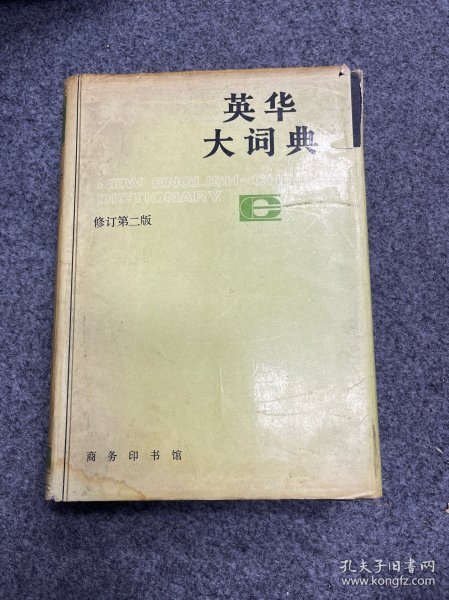 英华
大词典
A
NEW ENGLISH-CHINESE
DICTIONARY
修订第二版
商务印书馆
孔夫子旧书网
www.kongfz.com